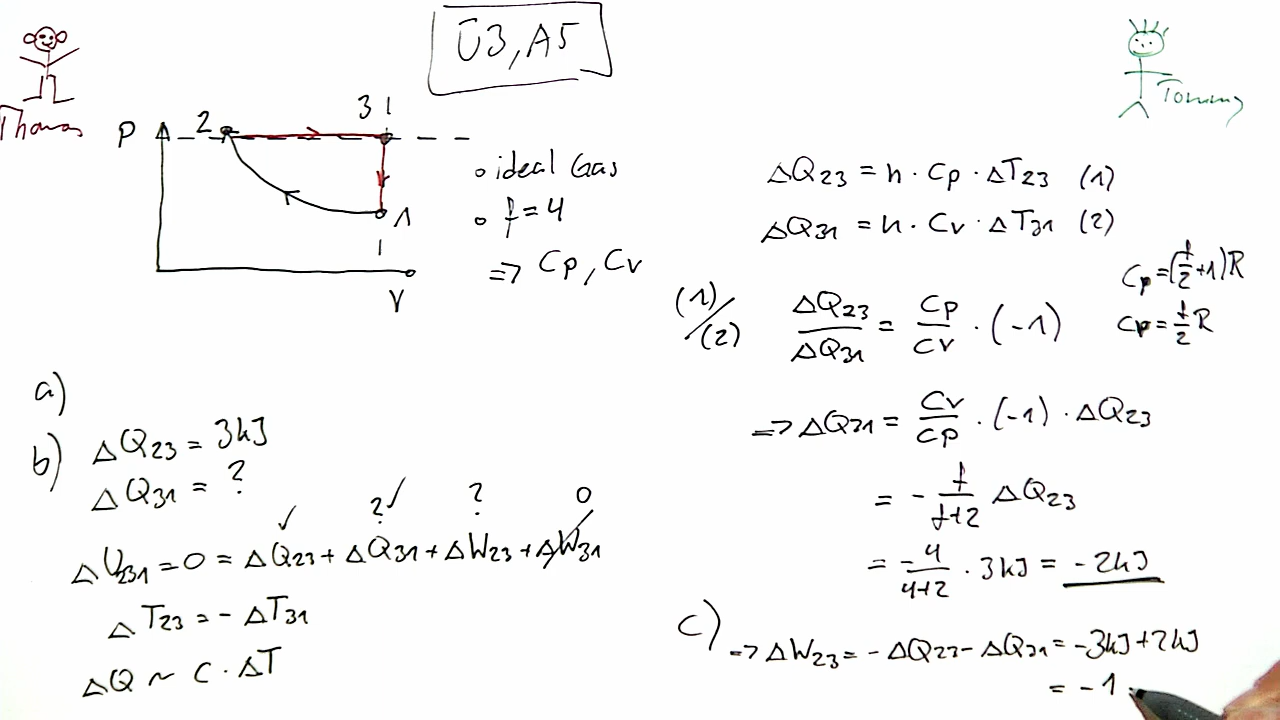 Ü3, A5
Thomas
Tommy
P
2
3
1
V
• ideal Gas
• f = 4
=> Cp, Cv
a)
b) ΔQ23 = 3kJ
ΔQ31 = ?
✓ ?✓ ? 0
ΔU231 = 0 = ΔQ23 + ΔQ31 + ΔW23 + ΔW31
ΔT23 = - ΔT31
ΔQ ~ C · ΔT
ΔQ23 = n · Cp · ΔT23 (1)
ΔQ31 = n · Cv · ΔT31 (2)
Cp = (f/2 + 1) R
Cp = f/2 R
(1)/(2) ΔQ23/ΔQ31 = Cp/Cv · (-1)
=> ΔQ31 = Cv/Cp · (-1) · ΔQ23
= - f/f+2 ΔQ23
= -4/4+2 · 3kJ = -2kJ
c) => ΔW23 = - ΔQ23 - ΔQ31 = -3kJ + 2kJ
= -1